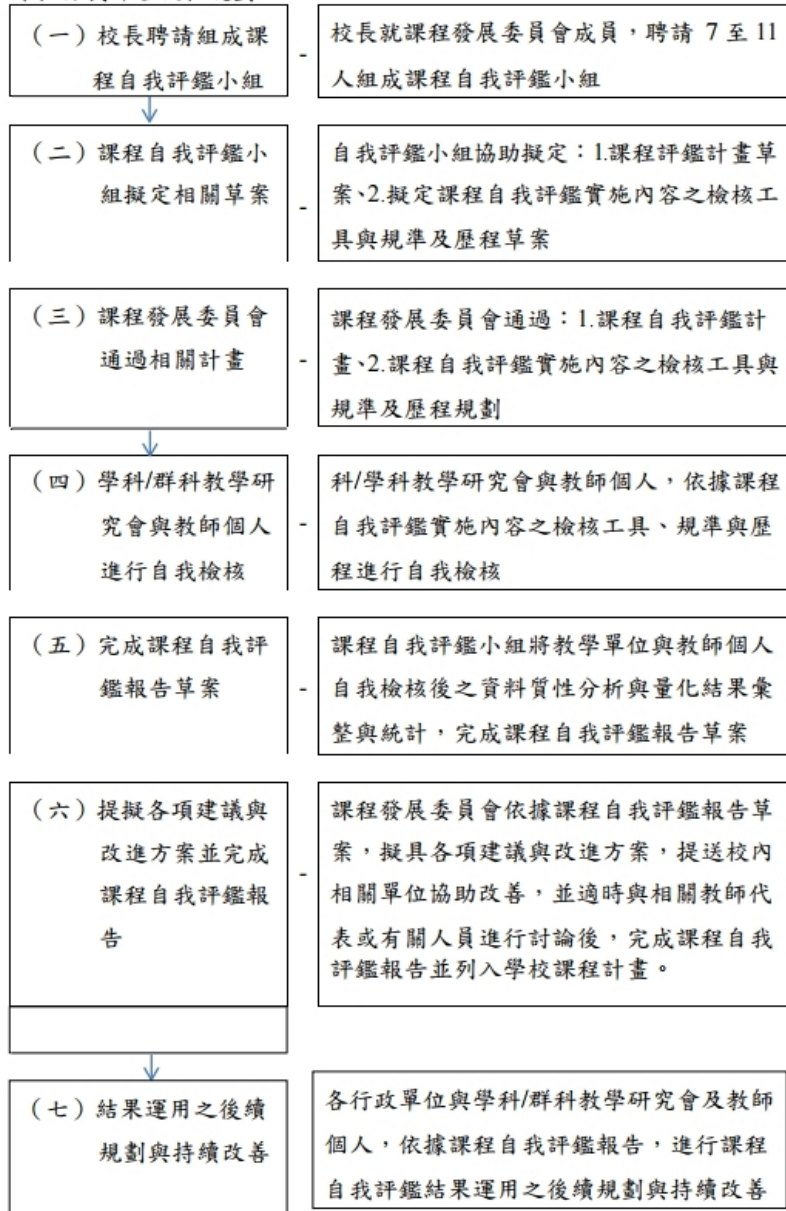 （一）校長聘請組成課
程自我評鑑小組
-
校長就課程發展委員會成員，聘請 7 至 11
人組成課程自我評鑑小組
（二）課程自我評鑑小
組擬定相關草案
-
自我評鑑小組協助擬定：1.課程評鑑計畫草
案、2.擬定課程自我評鑑實施內容之檢核工
具與規準及歷程草案
（三）課程發展委員會
通過相關計畫
-
課程發展委員會通過：1.課程自我評鑑計
畫、2.課程自我評鑑實施內容之檢核工具與
規準及歷程規劃
（四）學科/群科教學研
究會與教師個人
進行自我檢核
-
科/學科教學研究會與教師個人，依據課程
自我評鑑實施內容之檢核工具、規準與歷
程進行自我檢核
（五）完成課程自我評
鑑報告草案
-
課程自我評鑑小組將教學單位與教師個人
自我檢核後之資料質性分析與量化結果彙
整與統計，完成課程自我評鑑報告草案
（六）提擬各項建議與
改進方案並完成
課程自我評鑑報
告
-
課程發展委員會依據課程自我評鑑報告草
案，擬具各項建議與改進方案，提送校內
相關單位協助改善，並適時與相關教師代
表或有關人員進行討論後，完成課程自我
評鑑報告並列入學校課程計畫。
（七）結果運用之後續
規劃與持續改善
各行政單位與學科/群科教學研究會及教師
個人，依據課程自我評鑑報告，進行課程
自我評鑑結果運用之後續規劃與持續改善